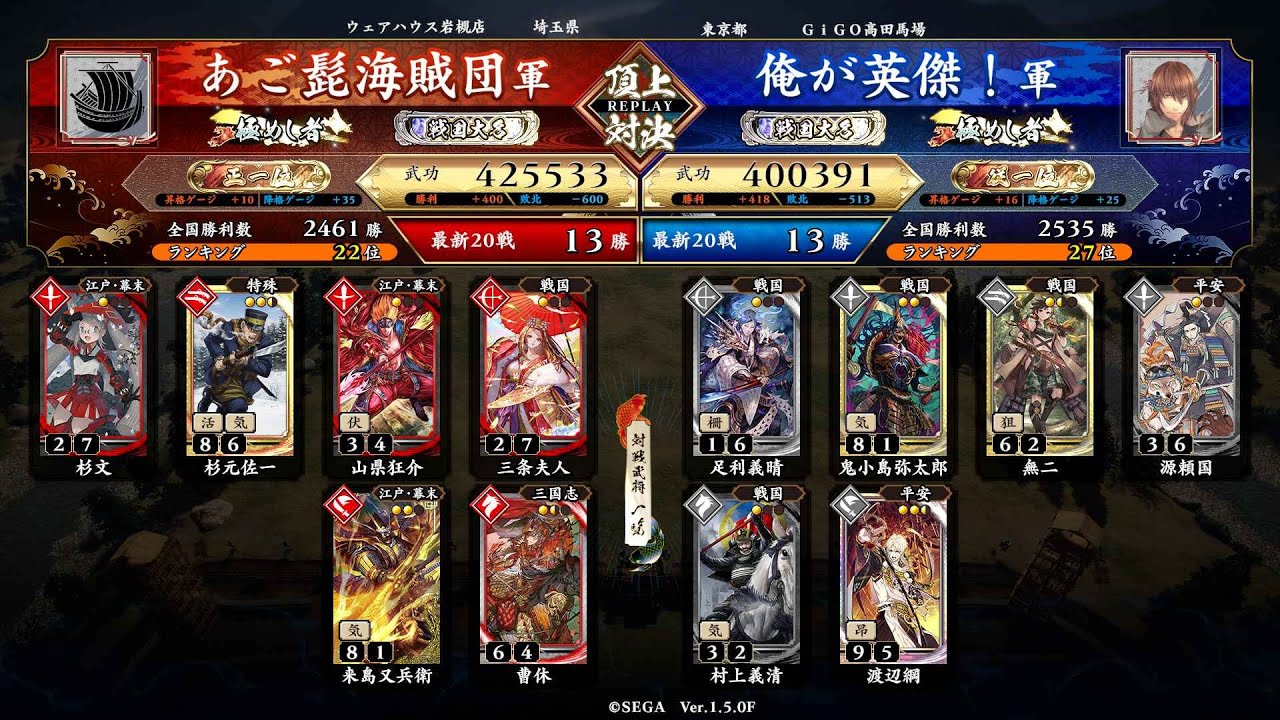 ウェアハウス岩槻店 埼玉県
東京都 GiGO高田馬場
あご髭海賊団軍
頂上
REPLAY
対決
俺が英傑!軍
極めし者
戦国大名
戦国大名
極めし者
正一位
昇格ゲージ +10 降格ゲージ +35
武功 425533
勝利 +400 敗北 -600
武功 400391
勝利 +418 敗北 -513
従一位
昇格ゲージ +16 降格ゲージ +25
全国勝利数 2461勝
ランキング 22位
最新20戦 13勝
最新20戦 13勝
全国勝利数 2535勝
ランキング 27位
江戸・幕末
2 7
杉文
特殊
活 気
8 6
杉元佐一
江戸・幕末
伏
3 4
山県狂介
戦国
2 7
三条夫人
戦国
柵
1 6
足利義晴
戦国
気
8 1
鬼小島弥太郎
戦国
狙
6 2
無二
平安
3 6
源頼国
対戦武将一覧
江戸・幕末
気
8 1
来島又兵衛
三国志
6 4
曹休
戦国
気
3 2
村上義清
平安
昂
9 5
渡辺綱
©SEGA Ver.1.5.0F